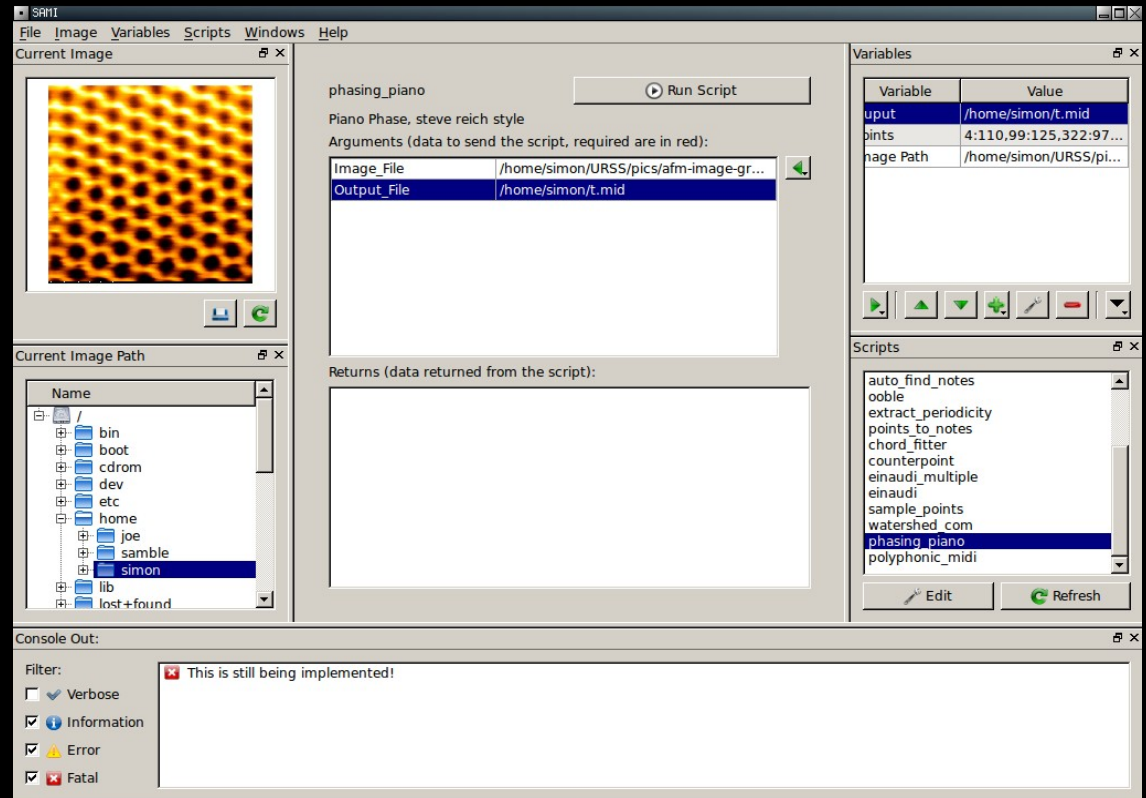 SAMI
File Image Variables Scripts Windows Help
Current Image
phasing_piano
Run Script
Piano Phase, steve reich style
Arguments (data to send the script, required are in red):
Image_File /home/simon/URSS/pics/afm-image-gr...
Output_File /home/simon/t.mid
Returns (data returned from the script):
Current Image Path
Name
/
bin
boot
cdrom
dev
etc
home
joe
samble
simon
lib
lost+found
Variables
Variable Value
uput /home/simon/t.mid
oints 4:110,99:125,322:97...
nage Path /home/simon/URSS/pi...
Scripts
auto_find_notes
ooble
extract_periodicity
points_to_notes
chord_fitter
counterpoint
einaudi_multiple
einaudi
sample_points
watershed_com
phasing_piano
polyphonic_midi
Edit Refresh
Console Out:
Filter:
Verbose
Information
Error
Fatal
This is still being implemented!